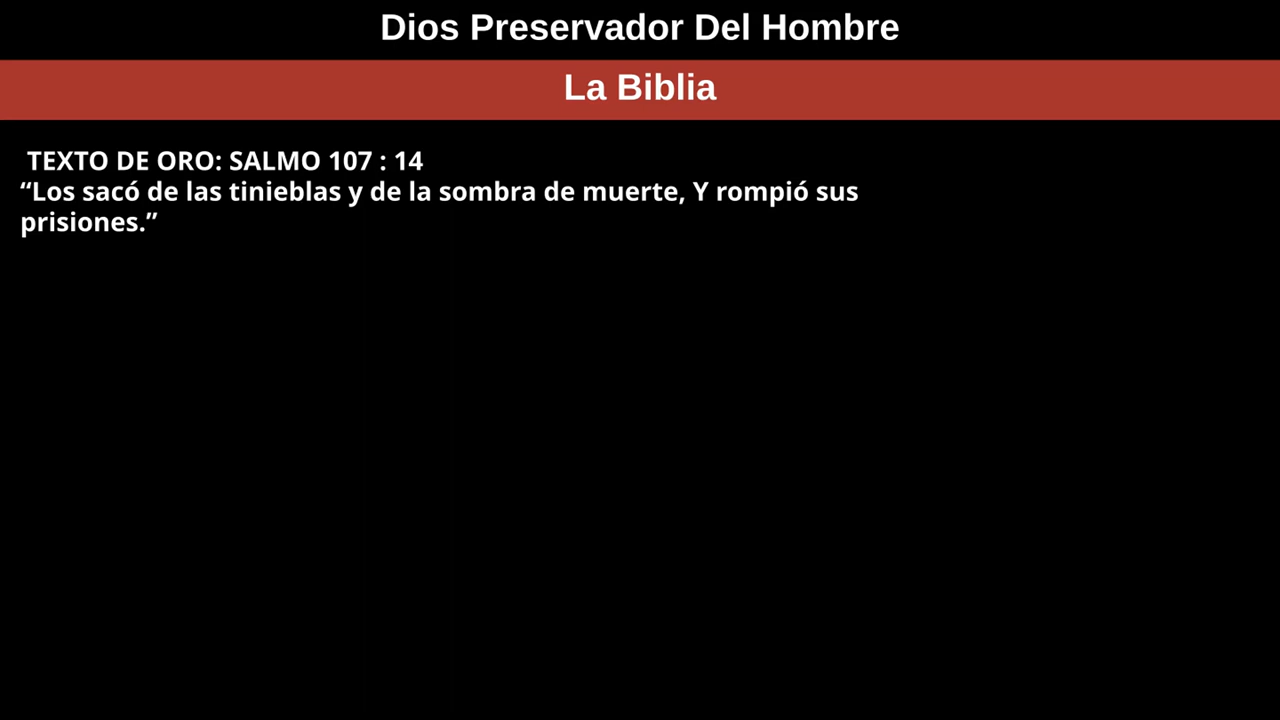 Dios Preservador Del Hombre
La Biblia
TEXTO DE ORO: SALMO 107 : 14
“Los sacó de las tinieblas y de la sombra de muerte, Y rompió sus
prisiones.”